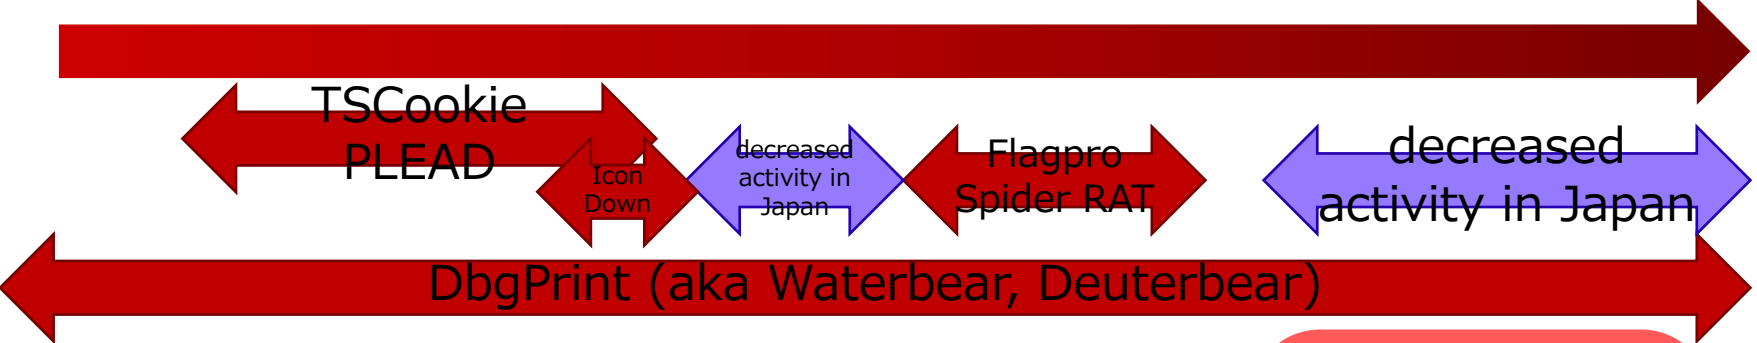 TSCookie
PLEAD
Icon
Down
decreased
activity in
Japan
Flagpro
Spider RAT
decreased
activity in Japan
DbgPrint (aka Waterbear, Deuterbear)